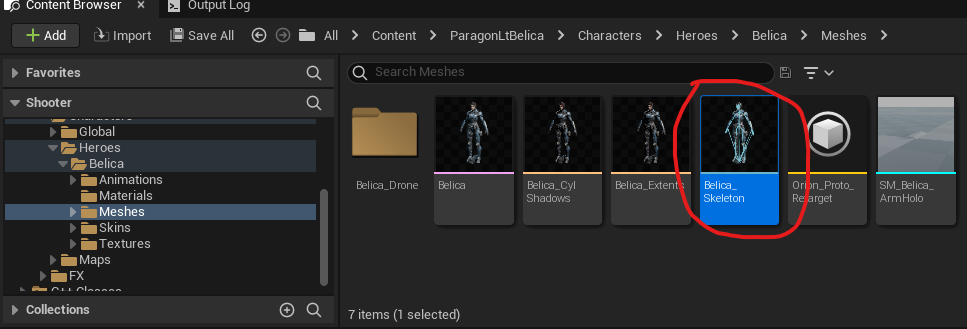 Content Browser
Output Log
Add
Import
Save All
All
Content
ParagonLtBelica
Characters
Heroes
Belica
Meshes
Favorites
Shooter
Characters
Global
Heroes
Belica
Animations
Materials
Meshes
Skins
Textures
Maps
FX
C++ Classes
Collections
Search Meshes
Belica_Drone
Belica
Belica_Cyl
Shadows
Belica_Extents
Belica_
Skeleton
Orion_Proto_
Retarget
SM_Belica_
ArmHolo
7 items (1 selected)